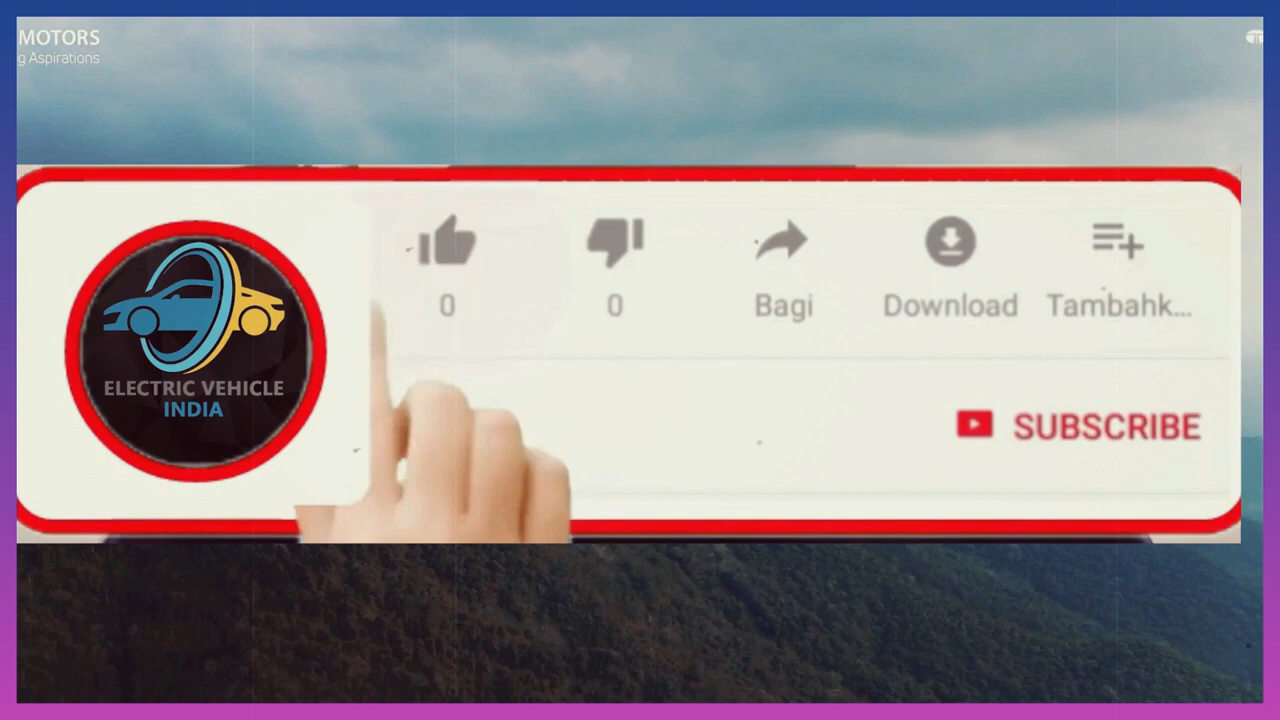 MOTORS
g Aspirations
0
0
Bagi
Download
Tambahk...
ELECTRIC VEHICLE
INDIA
SUBSCRIBE